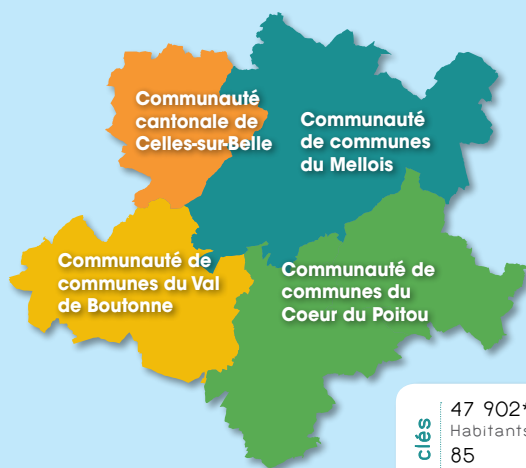 Communauté
cantonale de
Celles-sur-Belle
Communauté
de communes
du Mellois
Communauté de
communes du Val
de Boutonne
Communauté de
communes du
Coeur du Poitou
clés
47 902*
Habitants
85